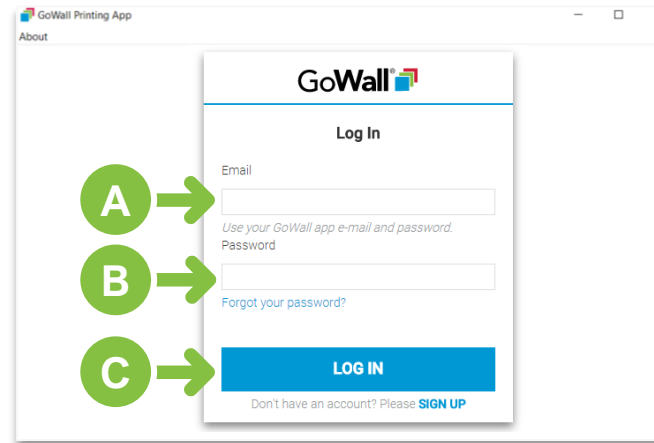 GoWall Printing App
About
GoWall®
Log In
Email
A
Use your GoWall app e-mail and password.
Password
B
Forgot your password?
C
LOG IN
Don't have an account? Please SIGN UP